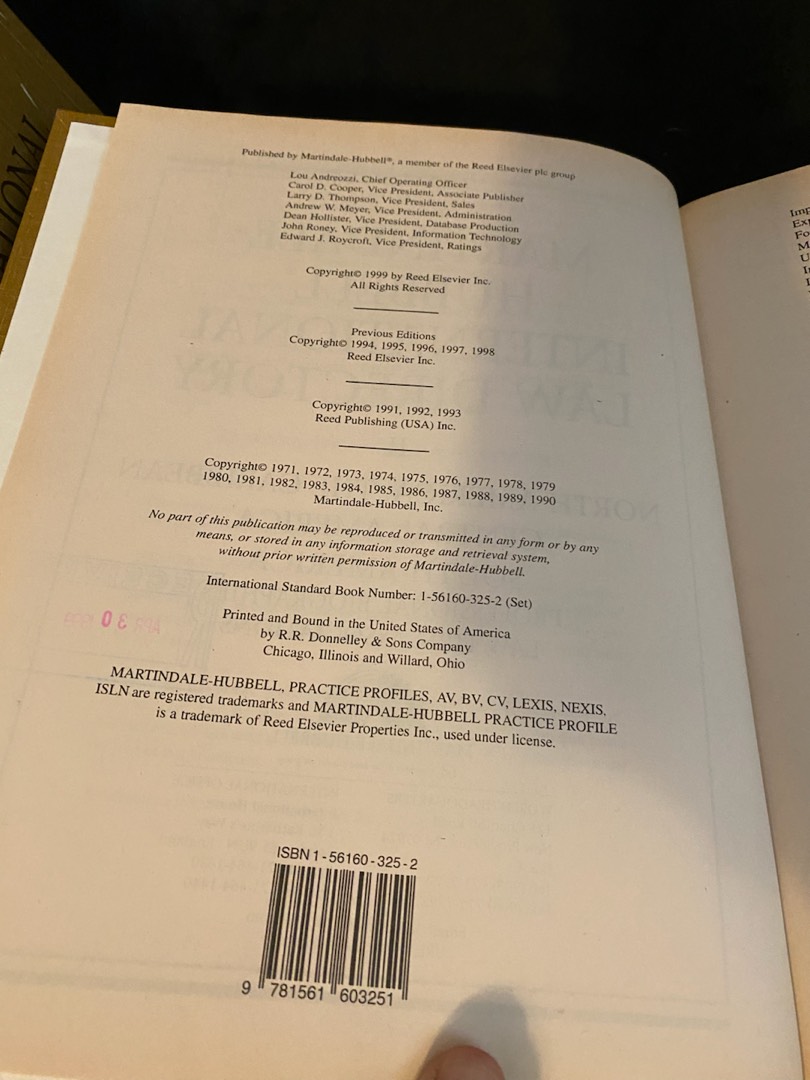 Published by Martindale-Hubbell®, a member of the Reed Elsevier plc group
Lou Andreozzi, Chief Operating Officer
Carol D. Cooper, Vice President, Associate Publisher
Larry D. Thompson, Vice President, Sales
Andrew W. Meyer, Vice President, Administration
Dean Hollister, Vice President, Database Production
John Roney, Vice President, Information Technology
Edward J. Roycroft, Vice President, Ratings
Copyright© 1999 by Reed Elsevier Inc.
All Rights Reserved
Previous Editions
Copyright© 1994, 1995, 1996, 1997, 1998
Reed Elsevier Inc.
Copyright© 1991, 1992, 1993
Reed Publishing (USA) Inc.
Copyright© 1971, 1972, 1973, 1974, 1975, 1976, 1977, 1978, 1979
1980, 1981, 1982, 1983, 1984, 1985, 1986, 1987, 1988, 1989, 1990
Martindale-Hubbell, Inc.
No part of this publication may be reproduced or transmitted in any form or by any
means, or stored in any information storage and retrieval system,
without prior written permission of Martindale-Hubbell.
International Standard Book Number: 1-56160-325-2 (Set)
Printed and Bound in the United States of America
by R.R. Donnelley & Sons Company
Chicago, Illinois and Willard, Ohio
MARTINDALE-HUBBELL, PRACTICE PROFILES, AV, BV, CV, LEXIS, NEXIS,
ISLN are registered trademarks and MARTINDALE-HUBBELL PRACTICE PROFILE
is a trademark of Reed Elsevier Properties Inc., used under license.
ISBN 1-56160-325-2
9 781561 603251